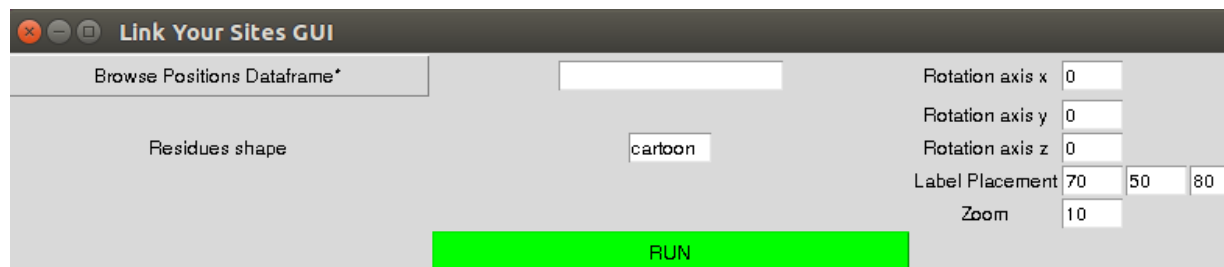 Link Your Sites GUI
Browse Positions Dataframe* Rotation axis x 0
Rotation axis y 0
Residues shape cartoon Rotation axis z 0
Label Placement 70 50 80
Zoom 10
RUN